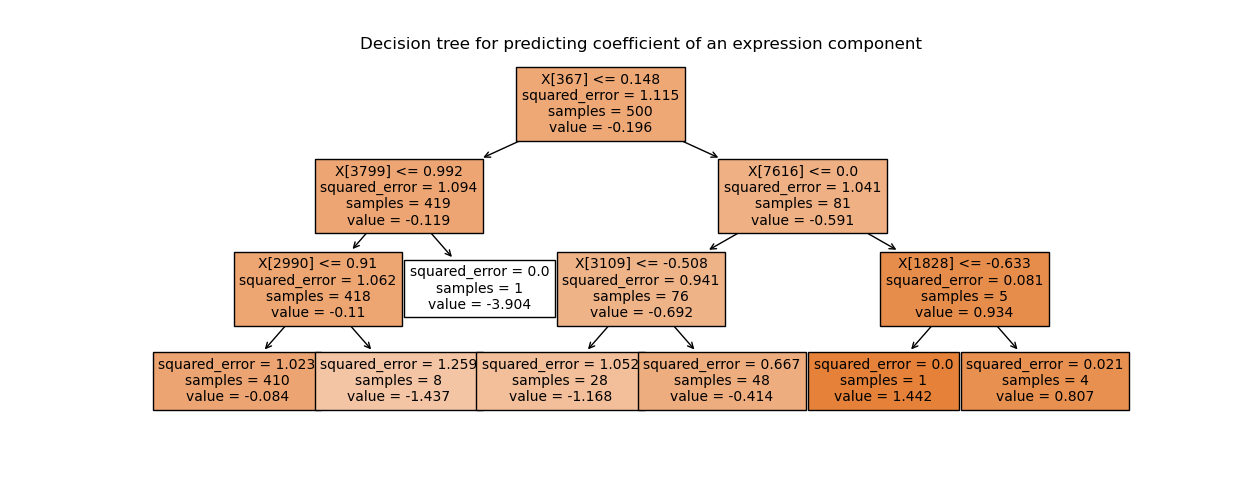 Decision tree for predicting coefficient of an expression component
X[367] <= 0.148
squared_error = 1.115
samples = 500
value = -0.196
X[3799] <= 0.992
squared_error = 1.094
samples = 419
value = -0.119
X[7616] <= 0.0
squared_error = 1.041
samples = 81
value = -0.591
X[2990] <= 0.91
squared_error = 1.062
samples = 418
value = -0.11
squared_error = 0.0
samples = 1
value = -3.904
X[3109] <= -0.508
squared_error = 0.941
samples = 76
value = -0.692
X[1828] <= -0.633
squared_error = 0.081
samples = 5
value = 0.934
squared_error = 1.023
samples = 410
value = -0.084
squared_error = 1.259
samples = 8
value = -1.437
squared_error = 1.052
samples = 28
value = -1.168
squared_error = 0.667
samples = 48
value = -0.414
squared_error = 0.0
samples = 1
value = 1.442
squared_error = 0.021
samples = 4
value = 0.807